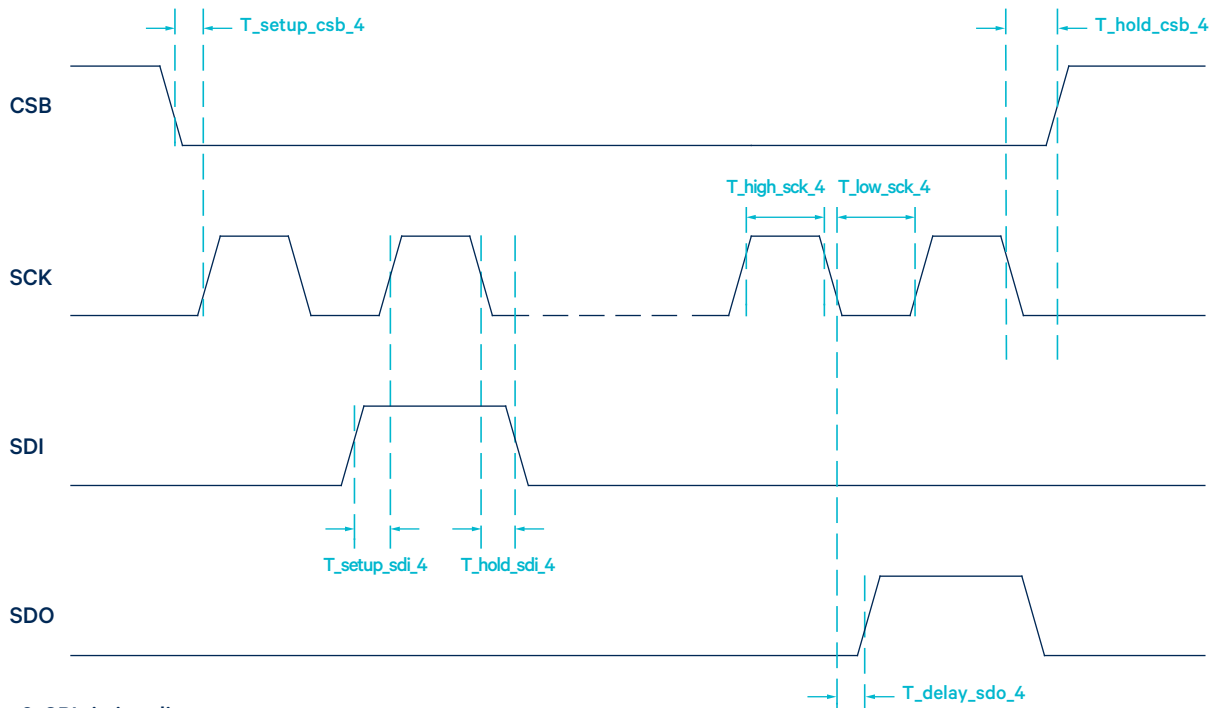 T_setup_csb_4
T_hold_csb_4
CSB
T_high_sck_4 T_low_sck_4
SCK
SDI
T_setup_sdi_4 T_hold_sdi_4
SDO
T_delay_sdo_4